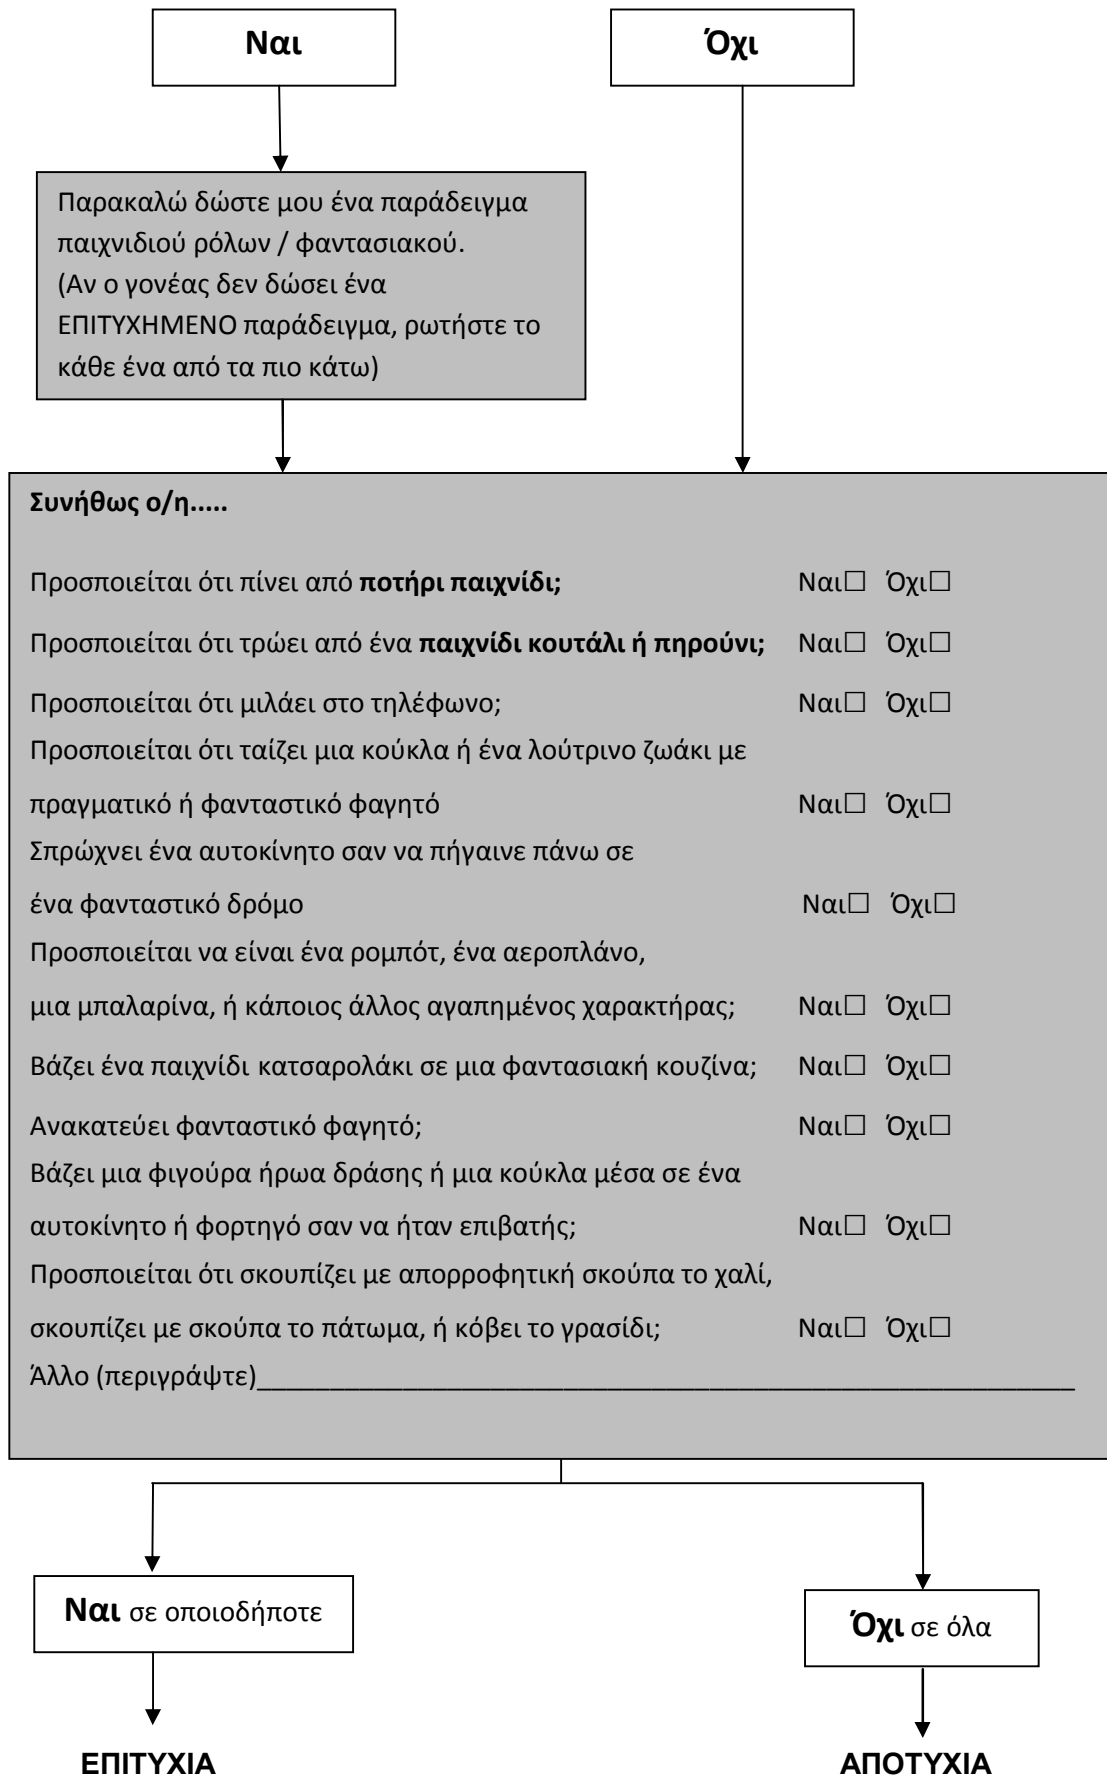 Ναι
Όχι
Παρακαλώ δώστε μου ένα παράδειγμα
παιχνιδιού ρόλων / φαντασιακού.
(Αν ο γονέας δεν δώσει ένα
ΕΠΙΤΥΧΗΜΕΝΟ παράδειγμα, ρωτήστε το
κάθε ένα από τα πιο κάτω)
Συνήθως ο/η.....
Προσποιείται ότι πίνει από ποτήρι παιχνίδι; Ναι☐ Όχι☐
Προσποιείται ότι τρώει από ένα παιχνίδι κουτάλι ή πηρούνι; Ναι☐ Όχι☐
Προσποιείται ότι μιλάει στο τηλέφωνο; Ναι☐ Όχι☐
Προσποιείται ότι ταίζει μια κούκλα ή ένα λούτρινο ζωάκι με
πραγματικό ή φανταστικό φαγητό Ναι☐ Όχι☐
Σπρώχνει ένα αυτοκίνητο σαν να πήγαινε πάνω σε
ένα φανταστικό δρόμο Ναι☐ Όχι☐
Προσποιείται να είναι ένα ρομπότ, ένα αεροπλάνο,
μια μπαλαρίνα, ή κάποιος άλλος αγαπημένος χαρακτήρας; Ναι☐ Όχι☐
Βάζει ένα παιχνίδι κατσαρολάκι σε μια φαντασιακή κουζίνα; Ναι☐ Όχι☐
Ανακατεύει φανταστικό φαγητό; Ναι☐ Όχι☐
Βάζει μια φιγούρα ήρωα δράσης ή μια κούκλα μέσα σε ένα
αυτοκίνητο ή φορτηγό σαν να ήταν επιβατής; Ναι☐ Όχι☐
Προσποιείται ότι σκουπίζει με απορροφητική σκούπα το χαλί,
σκουπίζει με σκούπα το πάτωμα, ή κόβει το γρασίδι; Ναι☐ Όχι☐
Άλλο (περιγράψτε)________________________________________________________
Ναι σε οποιοδήποτε
Όχι σε όλα
ΕΠΙΤΥΧΙΑ
ΑΠΟΤΥΧΙΑ